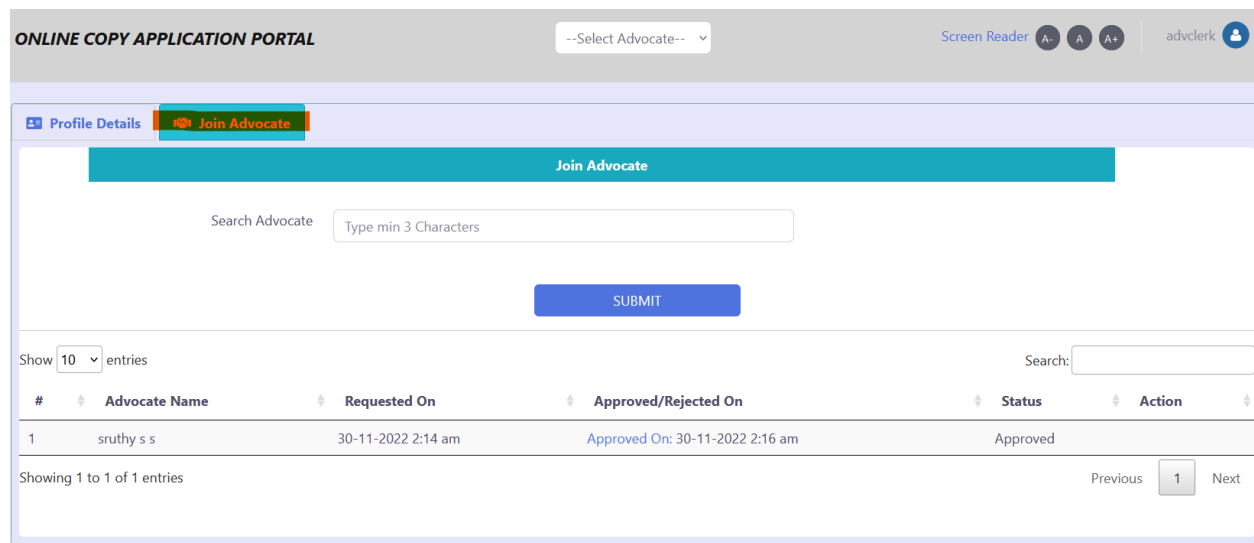 ONLINE COPY APPLICATION PORTAL --Select Advocate-- Screen Reader A- A A+ advclerk
Profile Details Join Advocate
Join Advocate
Search Advocate Type min 3 Characters
SUBMIT
Show 10 entries Search:
# Advocate Name Requested On Approved/Rejected On Status Action
1 sruthy s s 30-11-2022 2:14 am Approved On: 30-11-2022 2:16 am Approved
Showing 1 to 1 of 1 entries Previous 1 Next